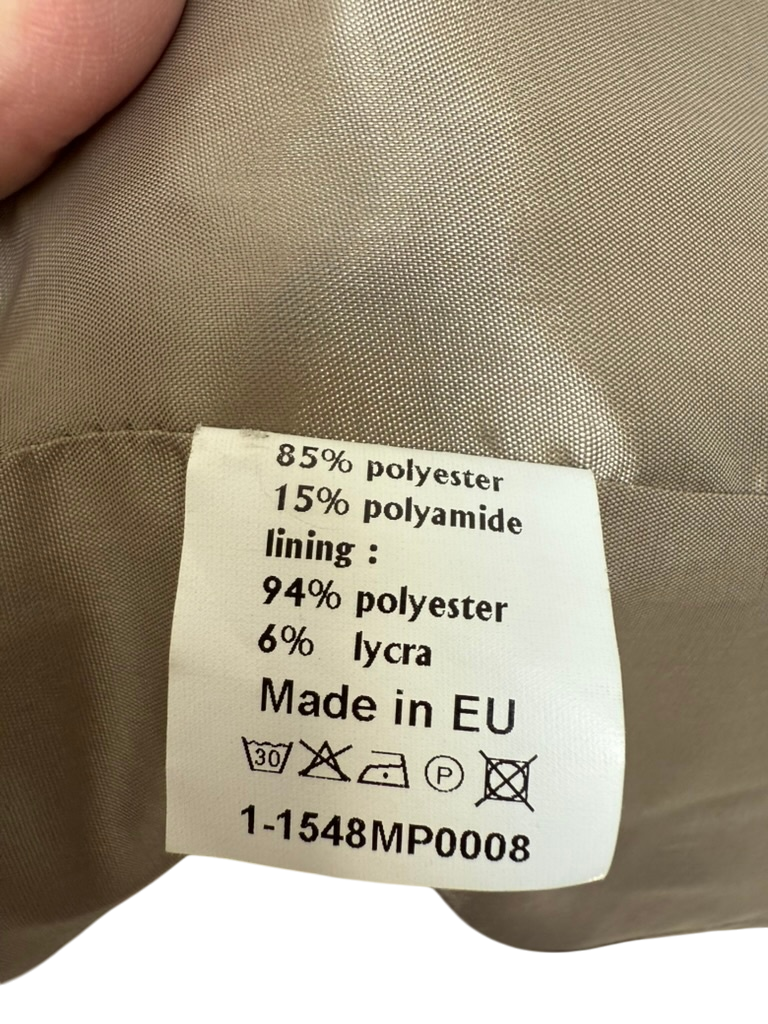 85% polyester
15% polyamide
lining :
94% polyester
6% lycra
Made in EU
30 P
1-1548MP0008